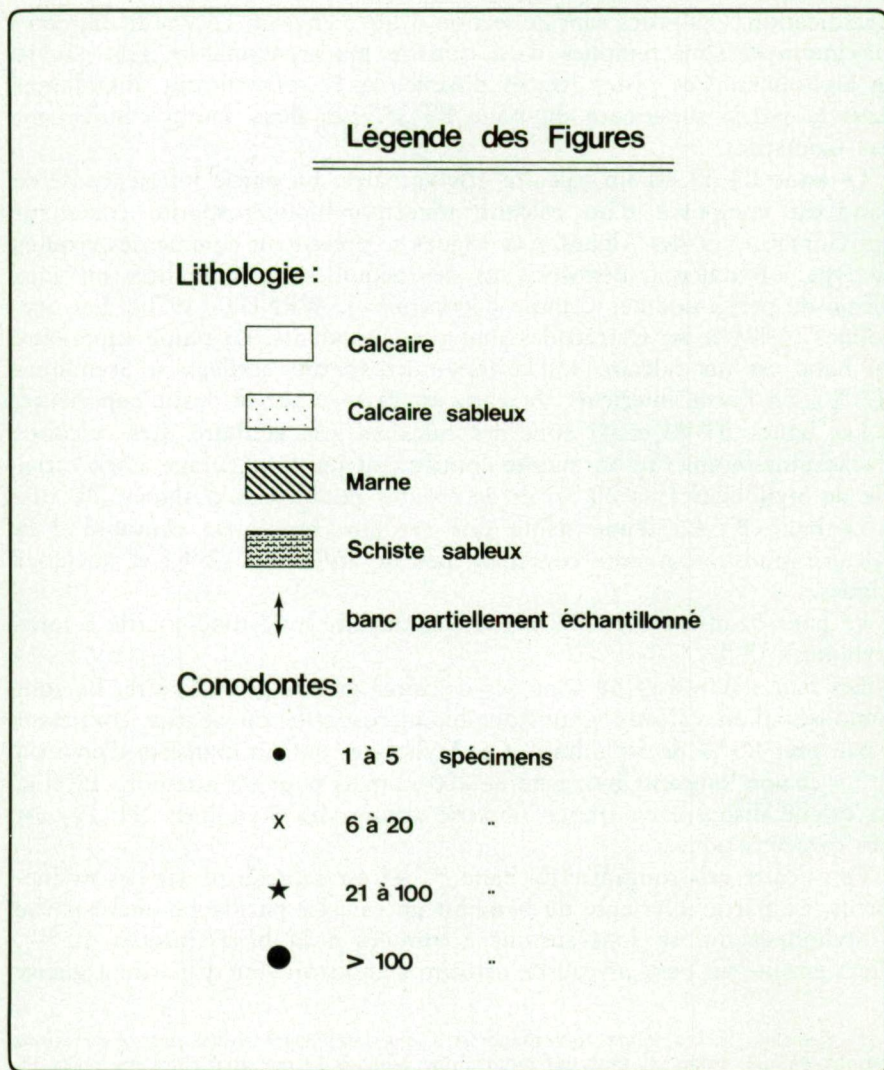 Légende des Figures
Lithologie :
Calcaire
Calcaire sableux
Marne
Schiste sableux
banc partiellement échantillonné
Conodontes :
1 à 5 spécimens
6 à 20 "
21 à 100 "
> 100 "